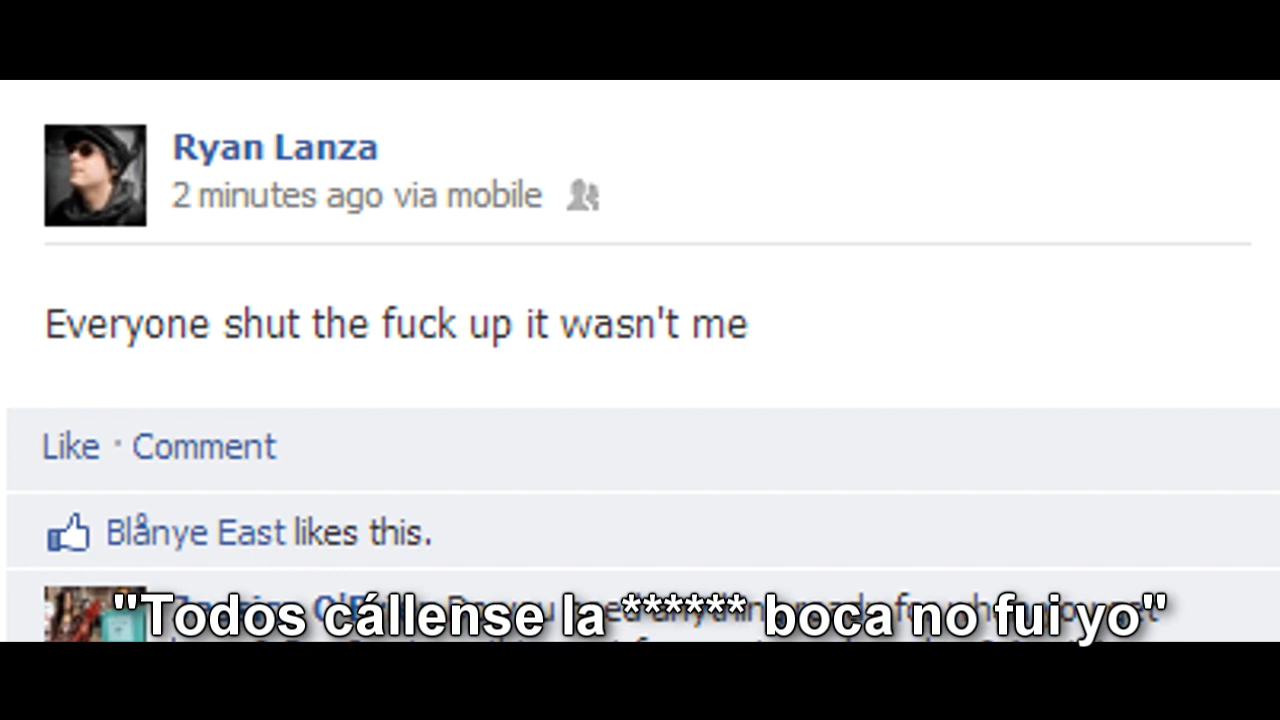 Ryan Lanza
2 minutes ago via mobile
Everyone shut the fuck up it wasn't me
Like · Comment
Blånye East likes this.
"Todos cállense la ****** boca no fui yo"